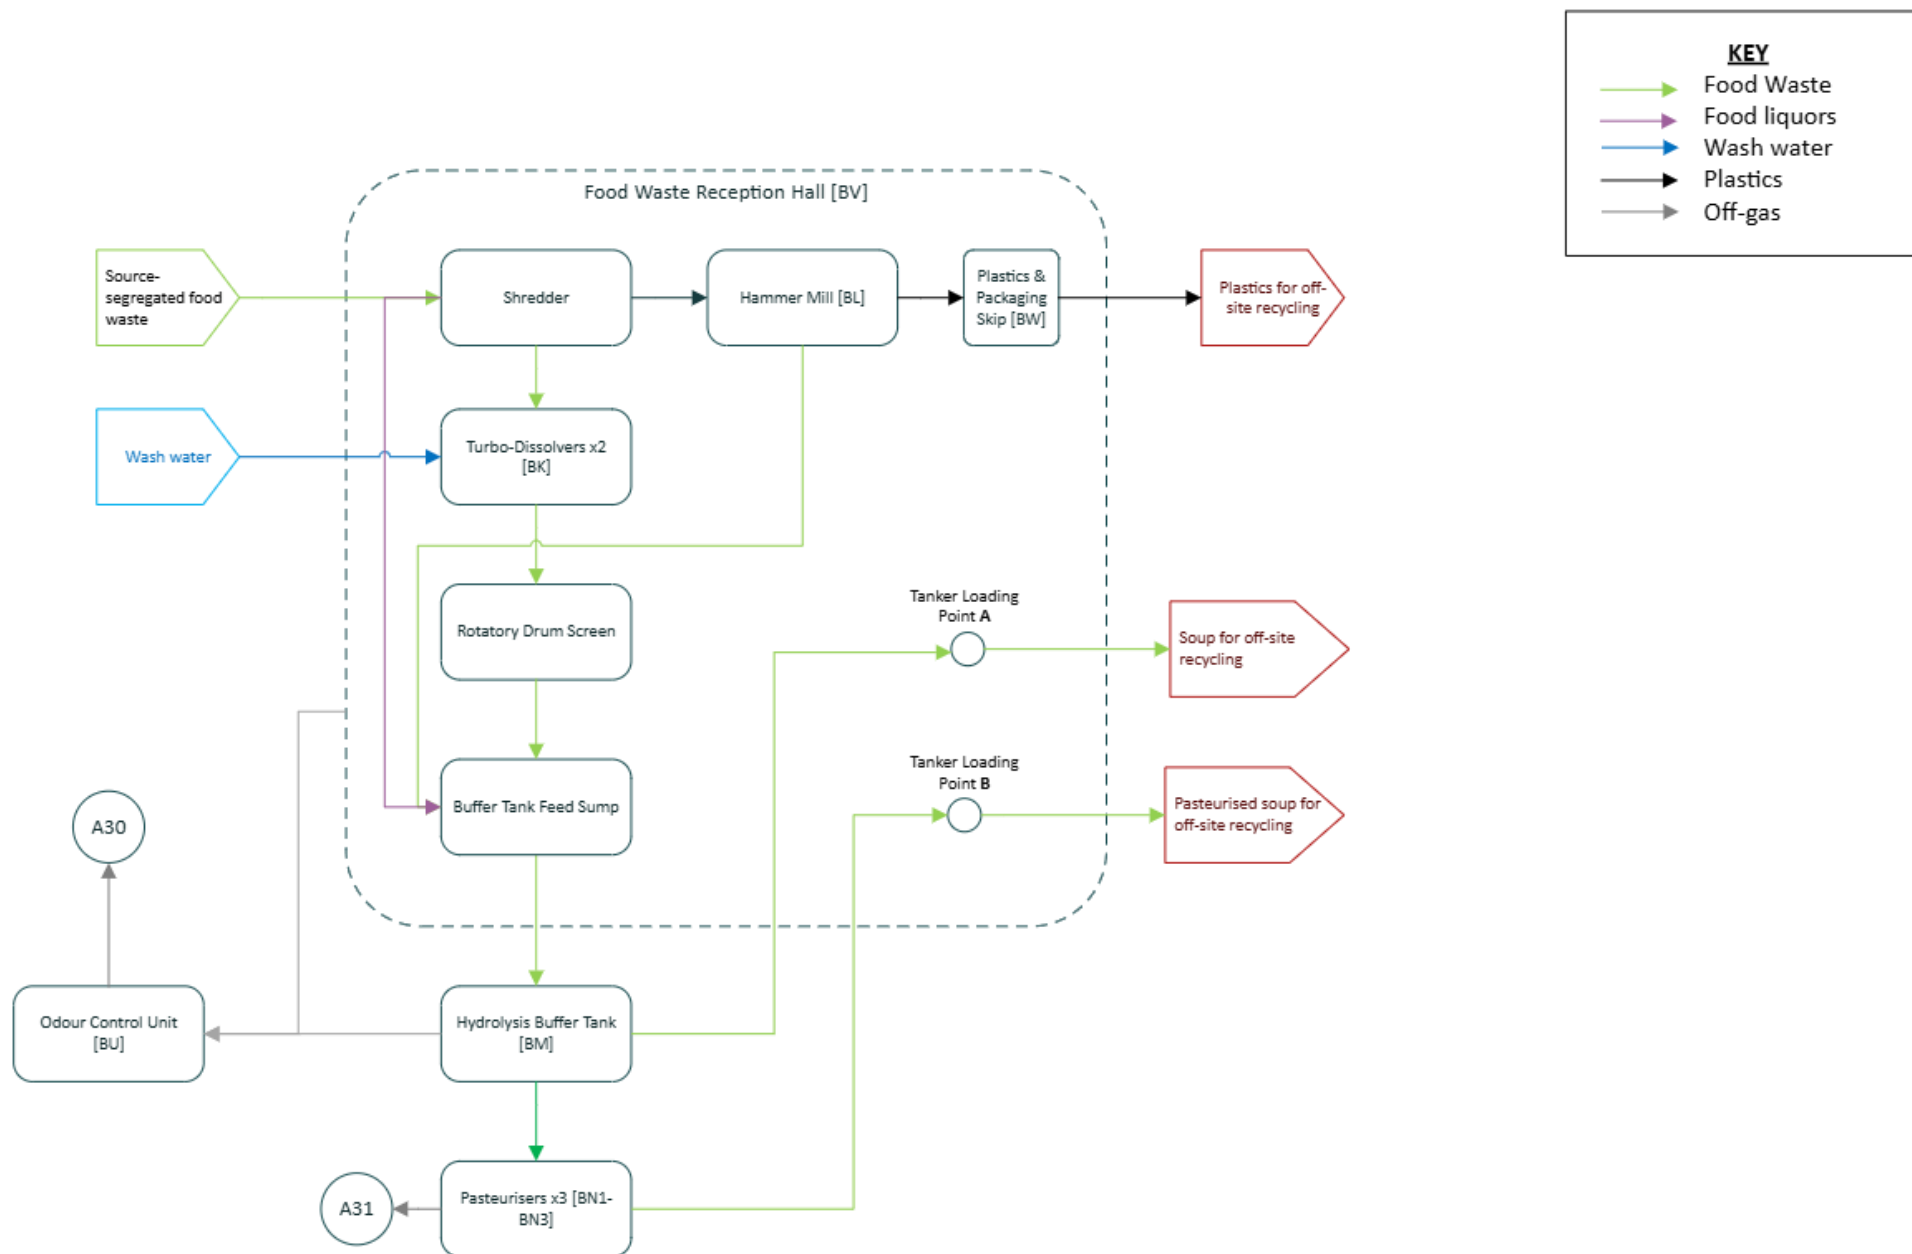 KEY
Food Waste
Food liquors
Wash water
Plastics
Off-gas
Food Waste Reception Hall [BV]
Source-
segregated food
waste
Shredder
Hammer Mill [BL]
Plastics &
Packaging
Skip [BW]
Plastics for off-
site recycling
Wash water
Turbo-Dissolvers x2
[BK]
Rotatory Drum Screen
Tanker Loading
Point A
Soup for off-site
recycling
Buffer Tank Feed Sump
Tanker Loading
Point B
Pasteurised soup for
off-site recycling
A30
Odour Control Unit
[BU]
Hydrolysis Buffer Tank
[BM]
A31
Pasteurisers x3 [BN1-
BN3]